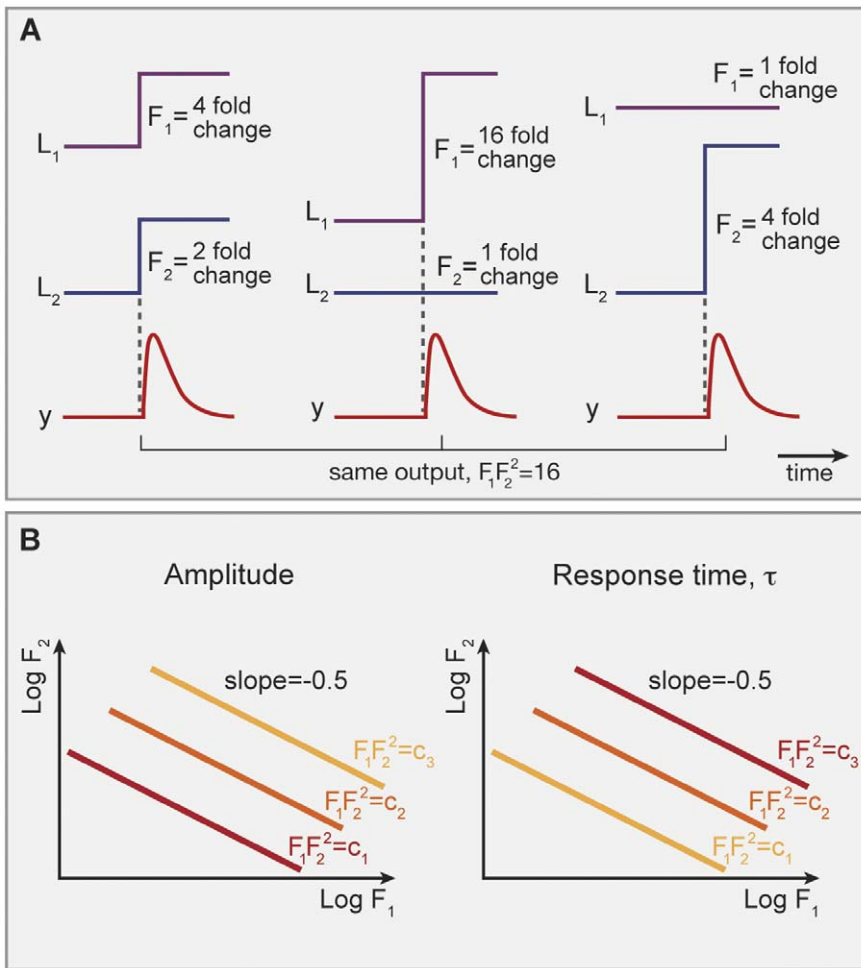 A
L₁
F₁= 4 fold change
L₂
F₂= 2 fold change
y
L₁
F₁= 16 fold change
L₂
F₂= 1 fold change
y
F₁= 1 fold change
L₁
F₂= 4 fold change
L₂
y
same output, F₁F₂²=16
time
B
Amplitude
Log F₂
slope=-0.5
F₁F₂²=c₃
F₁F₂²=c₂
F₁F₂²=c₁
Log F₁
Response time, τ
Log F₂
slope=-0.5
F₁F₂²=c₃
F₁F₂²=c₂
F₁F₂²=c₁
Log F₁